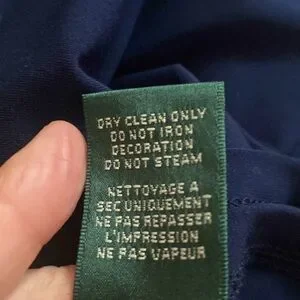 DRY CLEAN ONLY
DO NOT IRON
DECORATION
DO NOT STEAM
NETTOYAGE A
SEC UNIQUEMENT
NE PAS REPASSER
L'IMPRESSION
NE PAS VAPEUR